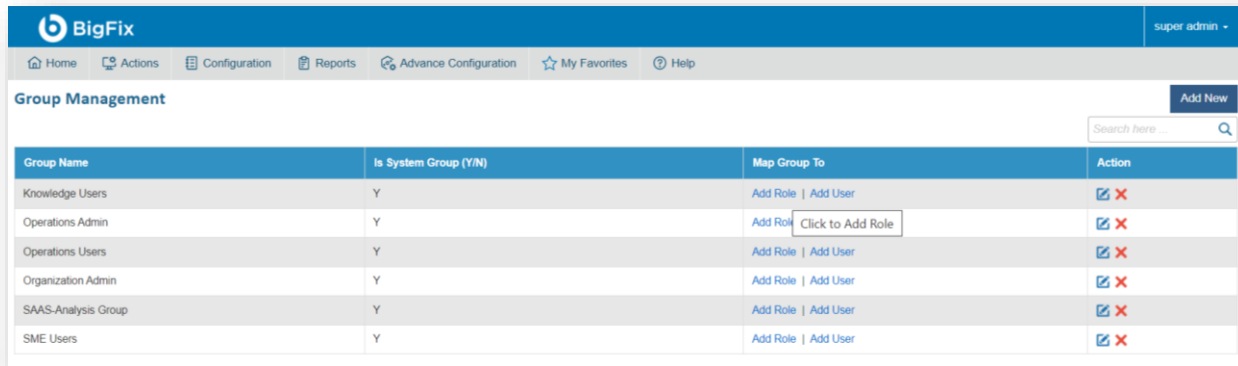 BigFix
super admin
Home Actions Configuration Reports Advance Configuration My Favorites Help
Group Management
Add New
Search here ...
Group Name Is System Group (Y/N) Map Group To Action
Knowledge Users Y Add Role | Add User
Operations Admin Y Add Role
Click to Add Role
Operations Users Y Add Role | Add User
Organization Admin Y Add Role | Add User
SAAS-Analysis Group Y Add Role | Add User
SME Users Y Add Role | Add User